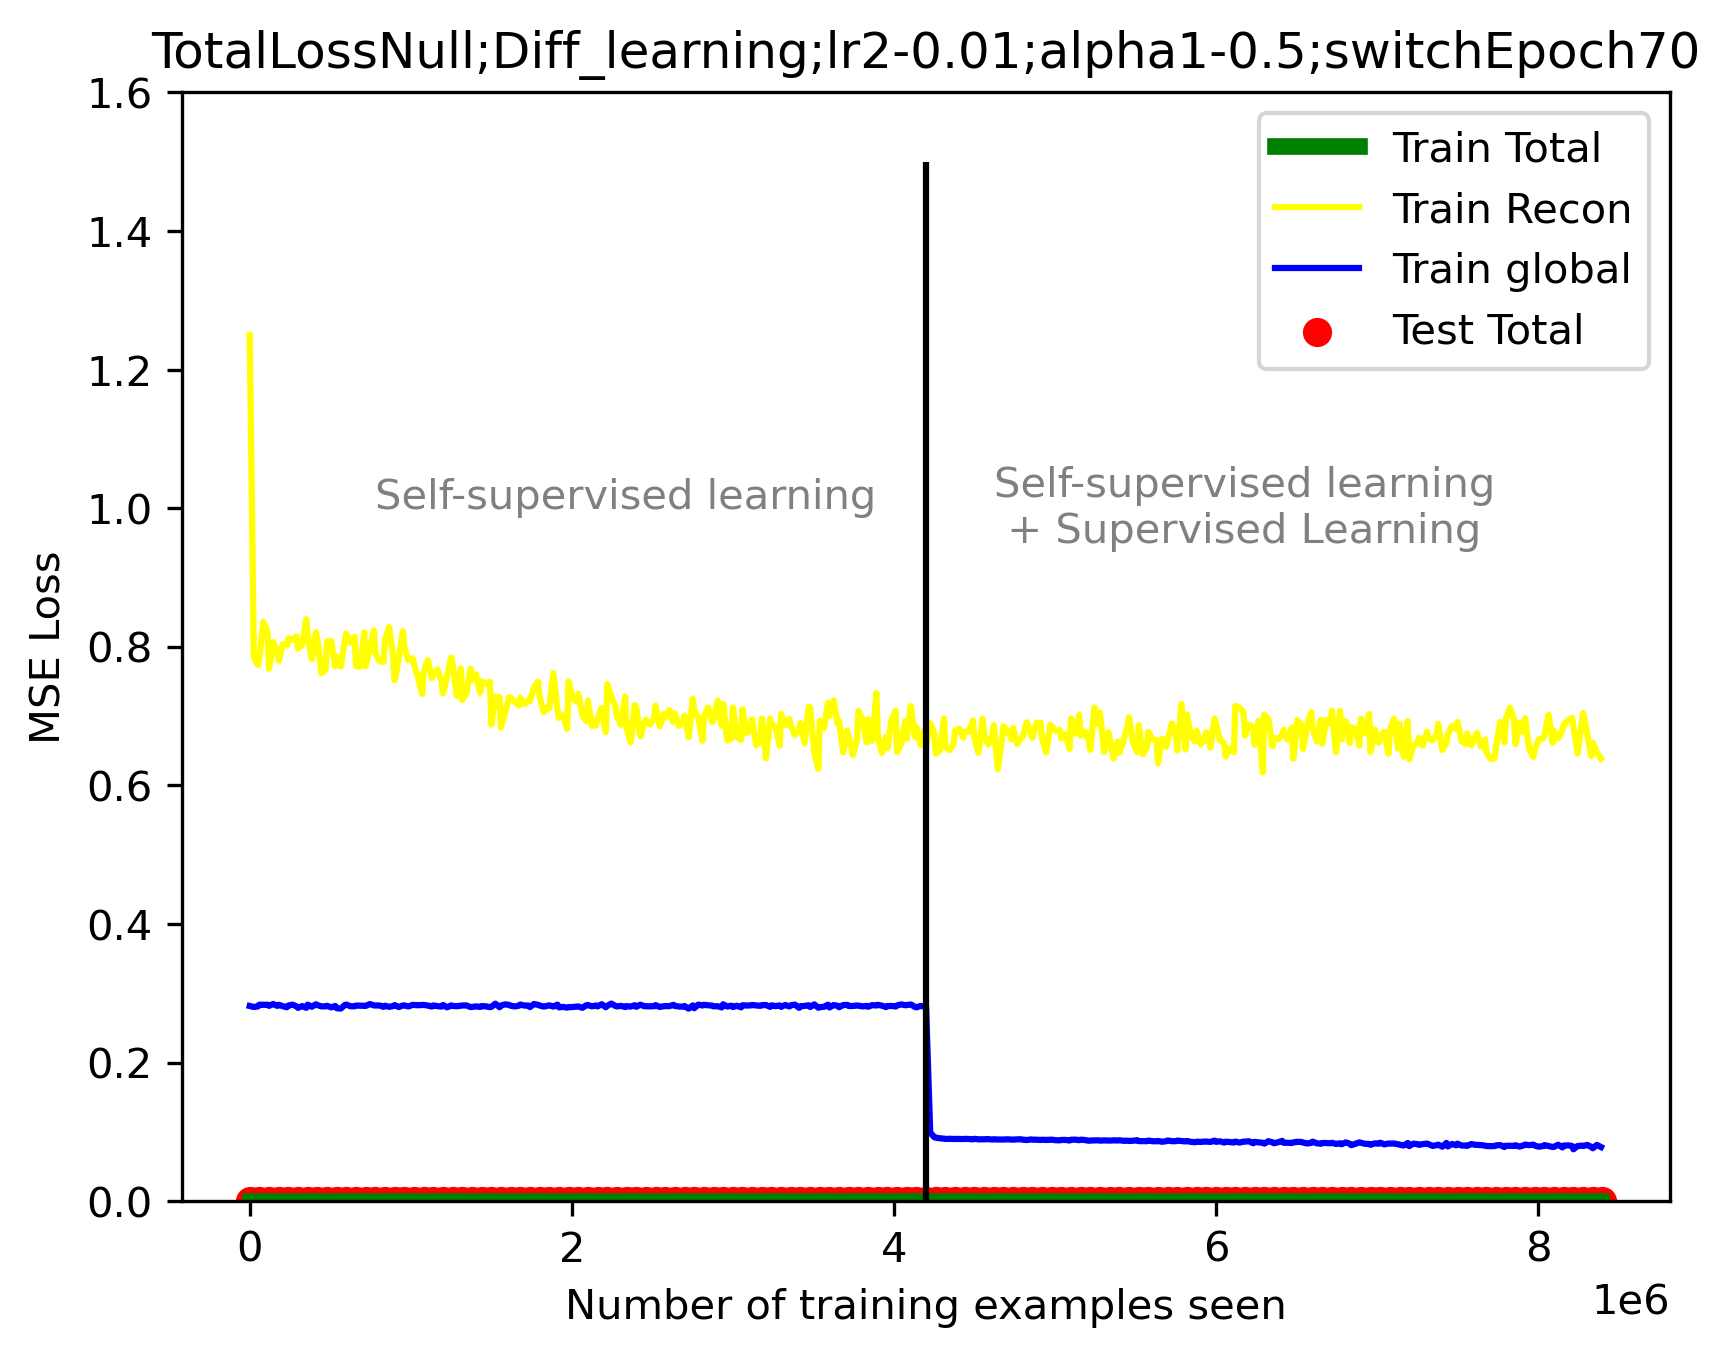 TotalLossNull;Diff_learning;lr2-0.01;alpha1-0.5;switchEpoch70
1.6
1.4
1.2
1.0
0.8
0.6
0.4
0.2
0.0
MSE Loss
Train Total
Train Recon
Train global
Test Total
Self-supervised learning
Self-supervised learning
+ Supervised Learning
0 2 4 6 8
1e6
Number of training examples seen